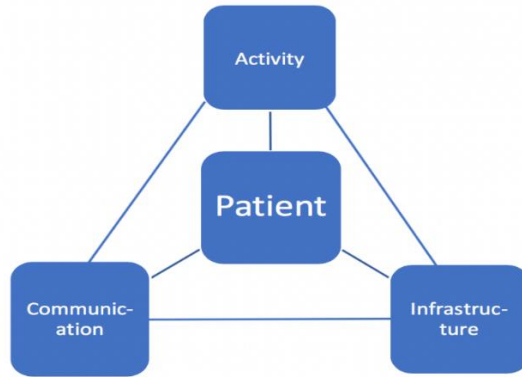 Activity
Patient
Communic-
ation
Infrastruc-
ture